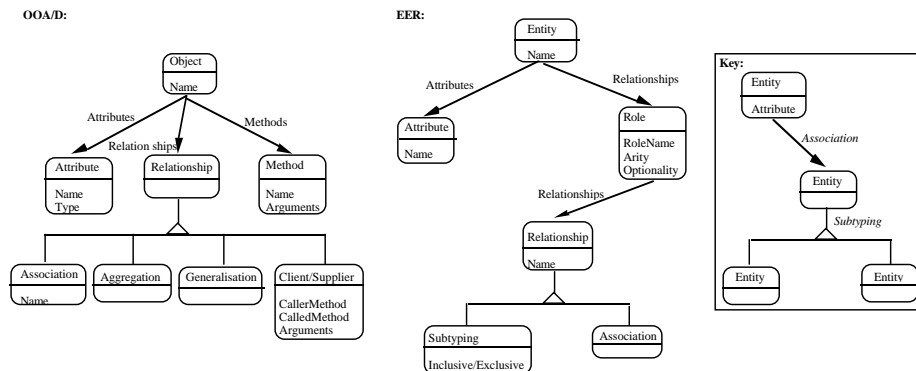 OOA/D:
Object
Name
Attributes
Relation ships
Methods
Attribute
Name
Type
Relationship
Method
Name
Arguments
Association
Name
Aggregation
Generalisation
Client/Supplier
CallerMethod
CalledMethod
Arguments
EER:
Entity
Name
Attributes
Relationships
Attribute
Name
Role
RoleName
Arity
Optionality
Relationships
Relationship
Name
Subtyping
Inclusive/Exclusive
Association
Key:
Entity
Attribute
Association
Entity
Subtyping
Entity
Entity